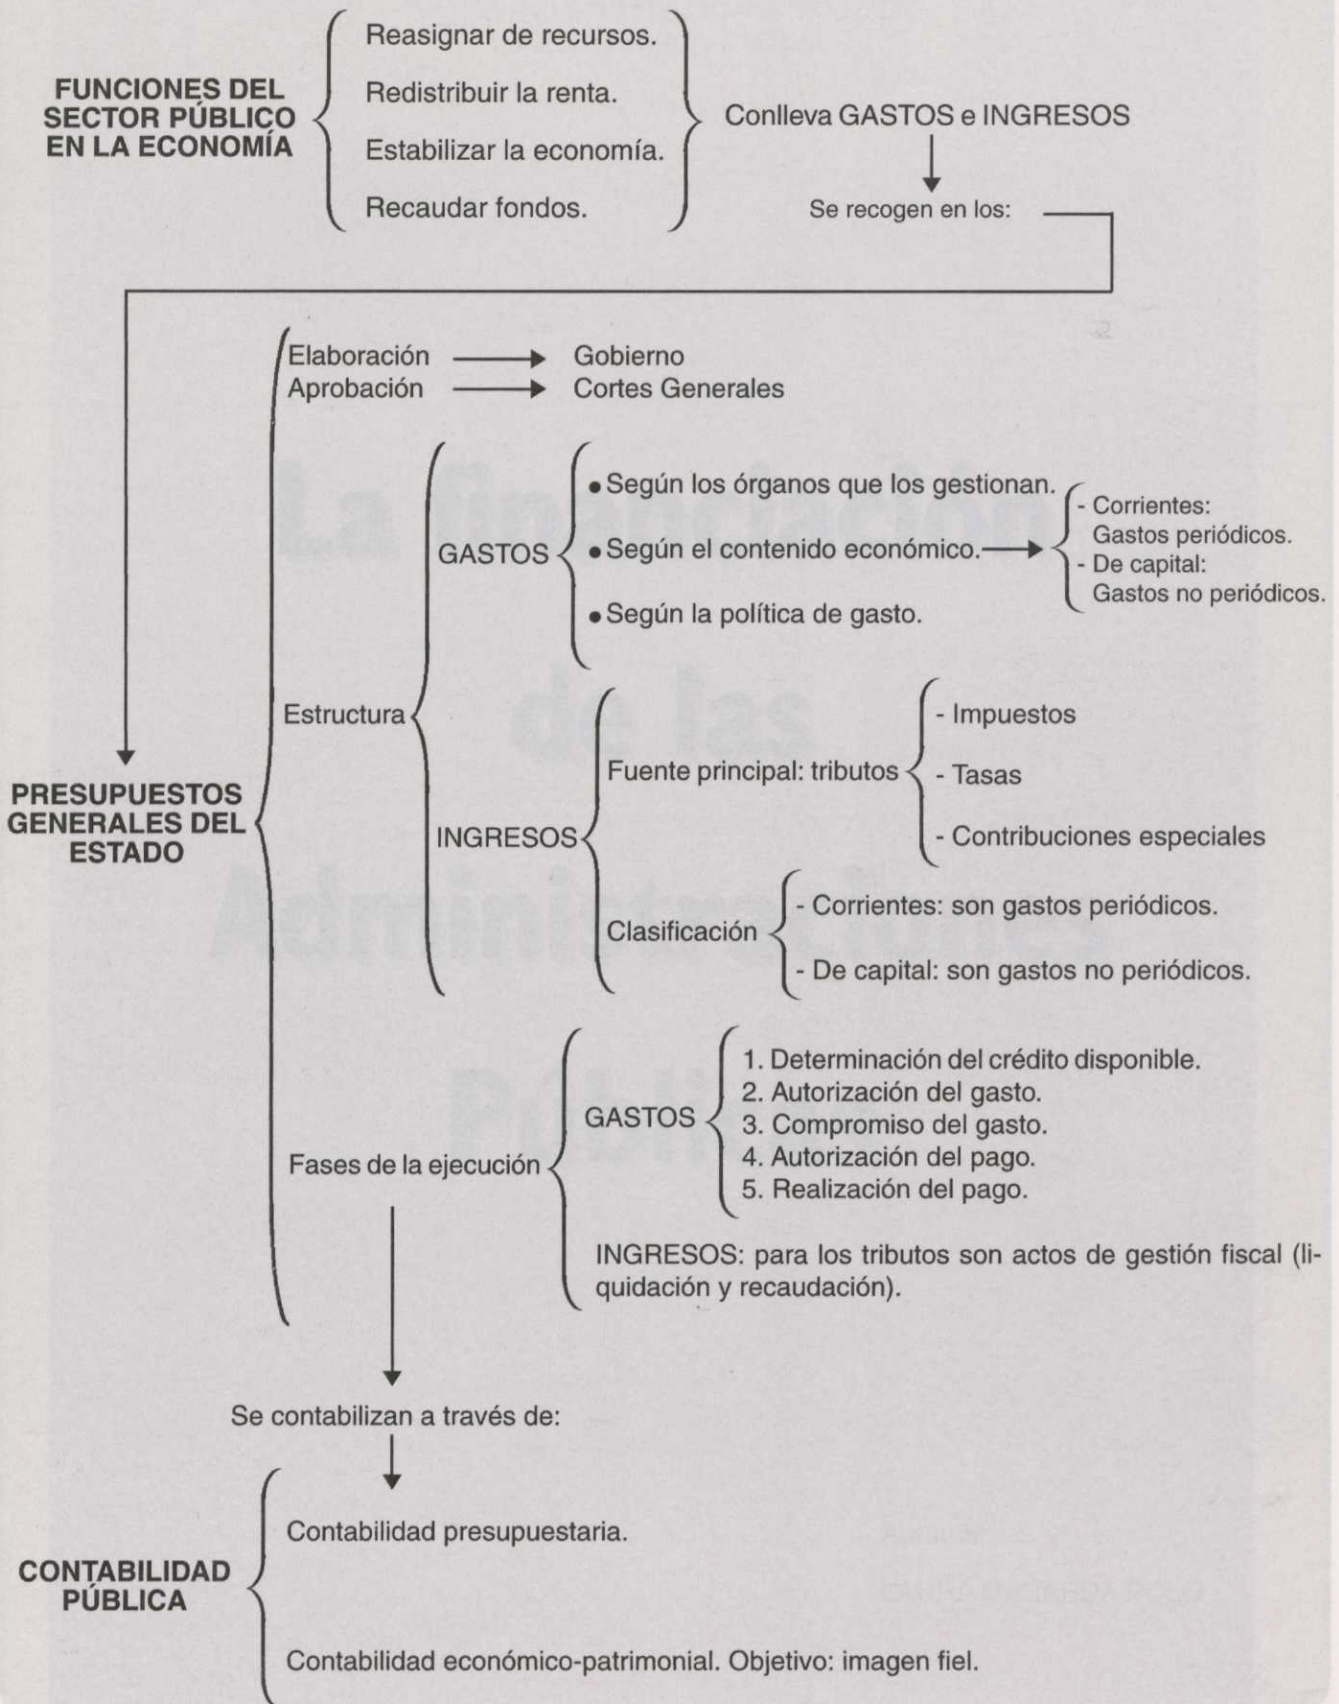 FUNCIONES DEL
SECTOR PÚBLICO
EN LA ECONOMÍA
Reasignar de recursos.
Redistribuir la renta.
Estabilizar la economía.
Recaudar fondos.
Conlleva GASTOS e INGRESOS
Se recogen en los:
PRESUPUESTOS
GENERALES DEL
ESTADO
Elaboración
Gobierno
Aprobación
Cortes Generales
Estructura
GASTOS
● Según los órganos que los gestionan.
● Según el contenido económico.
- Corrientes:
Gastos periódicos.
- De capital:
Gastos no periódicos.
● Según la política de gasto.
INGRESOS
Fuente principal: tributos
- Impuestos
- Tasas
- Contribuciones especiales
Clasificación
- Corrientes: son gastos periódicos.
- De capital: son gastos no periódicos.
Fases de la ejecución
GASTOS
1. Determinación del crédito disponible.
2. Autorización del gasto.
3. Compromiso del gasto.
4. Autorización del pago.
5. Realización del pago.
INGRESOS: para los tributos son actos de gestión fiscal (li-
quidación y recaudación).
Se contabilizan a través de:
CONTABILIDAD
PÚBLICA
Contabilidad presupuestaria.
Contabilidad económico-patrimonial. Objetivo: imagen fiel.
La financiación
de las
Administraciones